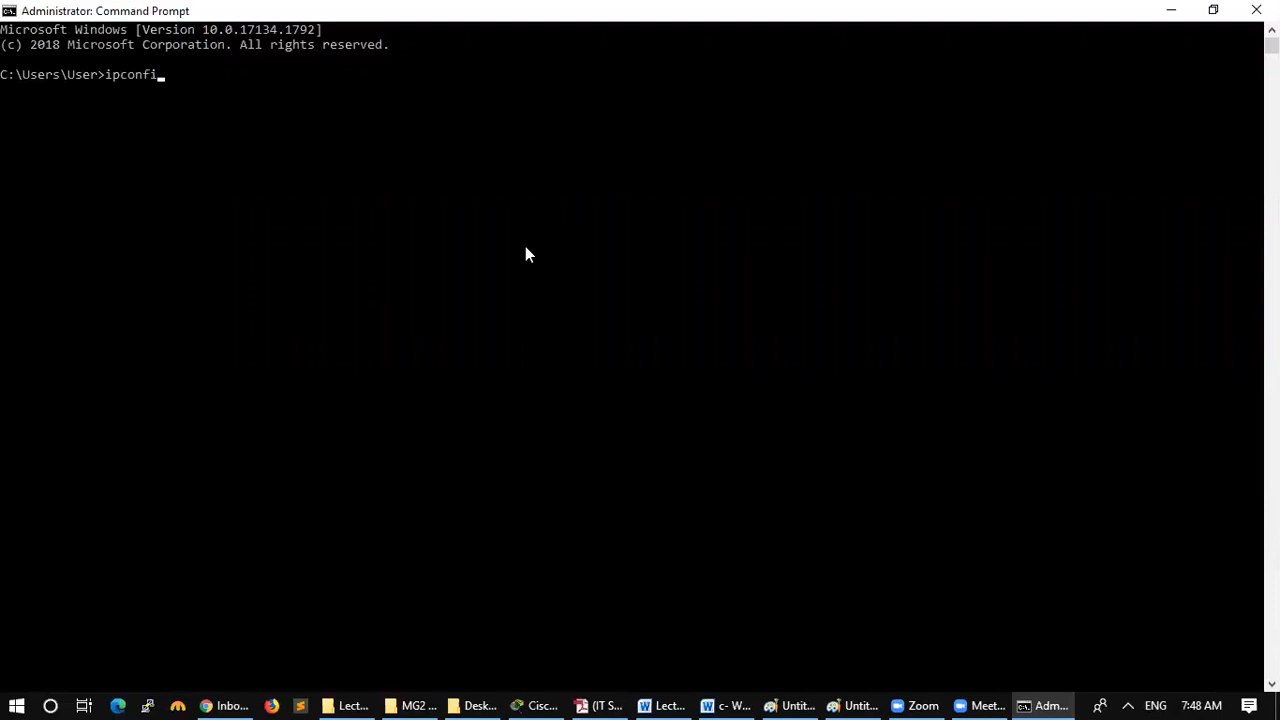 Administrator: Command Prompt
Microsoft Windows [Version 10.0.17134.1792]
(c) 2018 Microsoft Corporation. All rights reserved.
C:\Users\User>ipconfi_
Inbo... Lect... MG2 ... Desk... Cisc... (IT S... Lect... c- W... Untit... Untit... Zoom Meet... Adm... ENG 7:48 AM